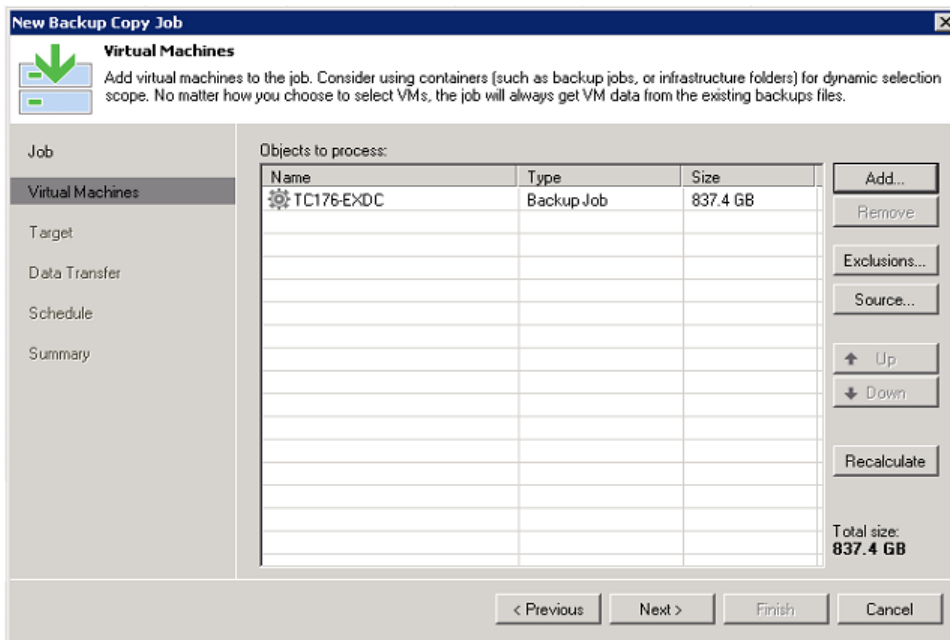 New Backup Copy Job
Virtual Machines
Add virtual machines to the job. Consider using containers (such as backup jobs, or infrastructure folders) for dynamic selection
scope. No matter how you choose to select VMs, the job will always get VM data from the existing backups files.
Job
Virtual Machines
Target
Data Transfer
Schedule
Summary
Objects to process:
Name Type Size
TC176-EXDC Backup Job 837.4 GB
Add...
Remove
Exclusions...
Source...
Up
Down
Recalculate
Total size:
837.4 GB
< Previous Next > Finish Cancel